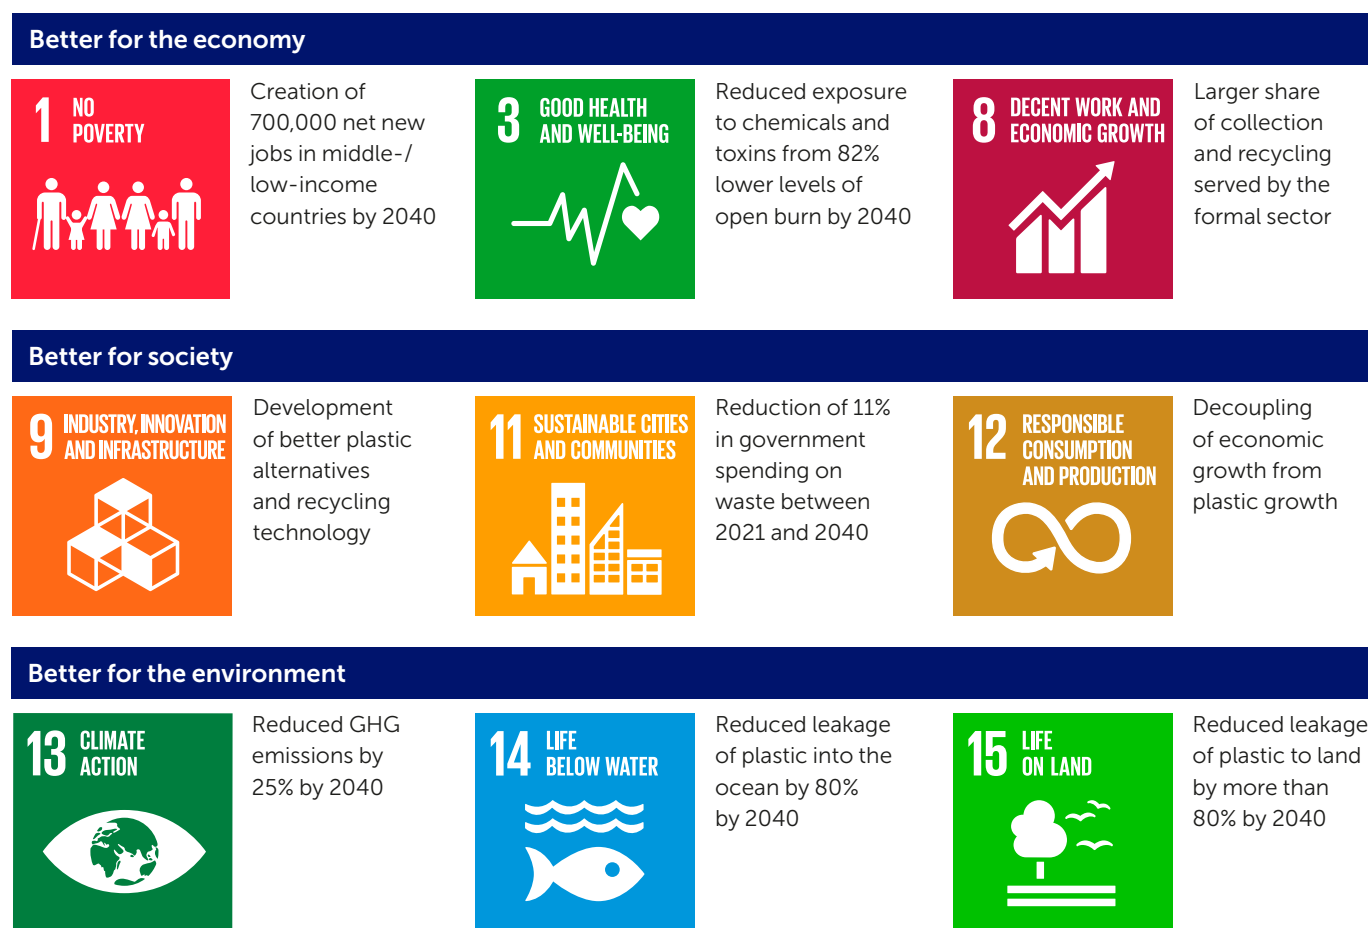 Better for the economy
1 NO
POVERTY
Creation of
700,000 net new
jobs in middle-/
low-income
countries by 2040
3 GOOD HEALTH
AND WELL-BEING
Reduced exposure
to chemicals and
toxins from 82%
lower levels of
open burn by 2040
8 DECENT WORK AND
ECONOMIC GROWTH
Larger share
of collection
and recycling
served by the
formal sector
Better for society
9 INDUSTRY, INNOVATION
AND INFRASTRUCTURE
Development
of better plastic
alternatives
and recycling
technology
11 SUSTAINABLE CITIES
AND COMMUNITIES
Reduction of 11%
in government
spending on
waste between
2021 and 2040
12 RESPONSIBLE
CONSUMPTION
AND PRODUCTION
Decoupling
of economic
growth from
plastic growth
Better for the environment
13 CLIMATE
ACTION
Reduced GHG
emissions by
25% by 2040
14 LIFE
BELOW WATER
Reduced leakage
of plastic into the
ocean by 80%
by 2040
15 LIFE
ON LAND
Reduced leakage
of plastic to land
by more than
80% by 2040